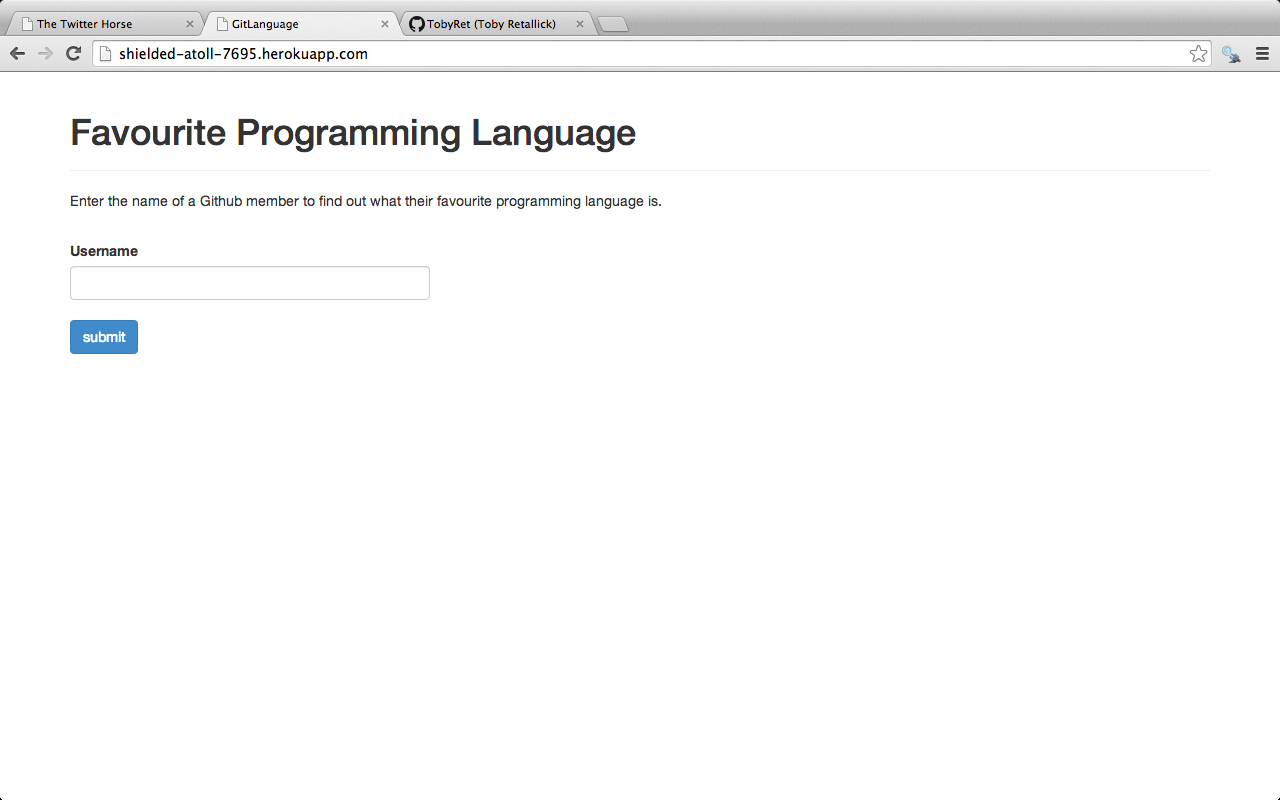 The Twitter Horse
GitLanguage
TobyRet (Toby Retallick)
shielded-atoll-7695.herokuapp.com
Favourite Programming Language
Enter the name of a Github member to find out what their favourite programming language is.
Username
submit